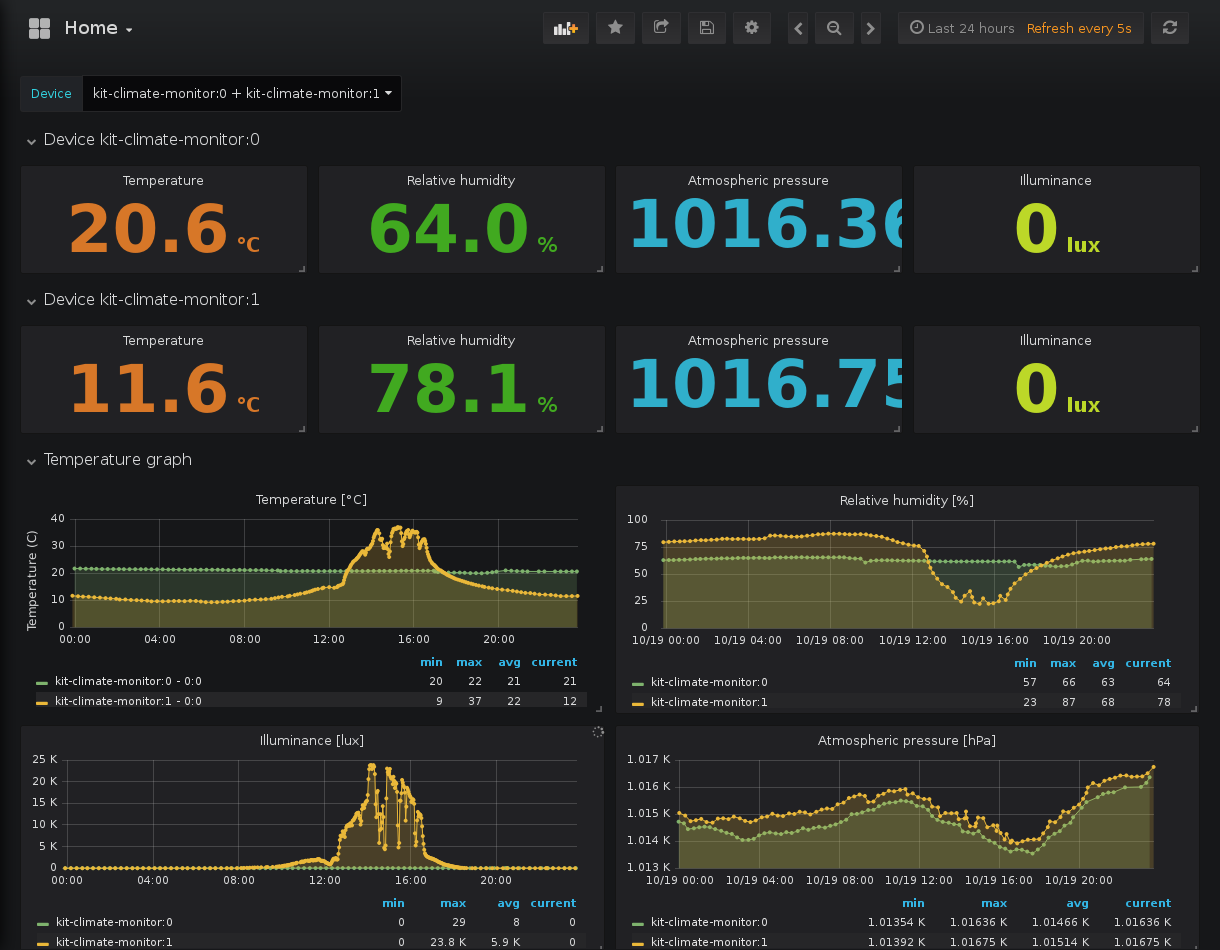 Home
Last 24 hours Refresh every 5s
Device kit-climate-monitor:0 + kit-climate-monitor:1
Device kit-climate-monitor:0
Temperature Relative humidity Atmospheric pressure Illuminance
20.6 °C 64.0 % 1016.36 0 lux
Device kit-climate-monitor:1
Temperature Relative humidity Atmospheric pressure Illuminance
11.6 °C 78.1 % 1016.75 0 lux
Temperature graph
Temperature [°C]
Temperature (C)
40
30
20
10
0
00:00 04:00 08:00 12:00 16:00 20:00
min max avg current
kit-climate-monitor:0 - 0:0 20 22 21 21
kit-climate-monitor:1 - 0:0 9 37 22 12
Relative humidity [%]
100
75
50
25
0
10/19 00:00 10/19 04:00 10/19 08:00 10/19 12:00 10/19 16:00 10/19 20:00
min max avg current
kit-climate-monitor:0 57 66 63 64
kit-climate-monitor:1 23 87 68 78
Illuminance [lux]
25 K
20 K
15 K
10 K
5 K
0
00:00 04:00 08:00 12:00 16:00 20:00
min max avg current
kit-climate-monitor:0 0 29 8 0
kit-climate-monitor:1 0 23.8 K 5.9 K 0
Atmospheric pressure [hPa]
1.017 K
1.016 K
1.015 K
1.014 K
1.013 K
10/19 00:00 10/19 04:00 10/19 08:00 10/19 12:00 10/19 16:00 10/19 20:00
min max avg current
kit-climate-monitor:0 1.01354 K 1.01636 K 1.01466 K 1.01636 K
kit-climate-monitor:1 1.01392 K 1.01675 K 1.01514 K 1.01675 K